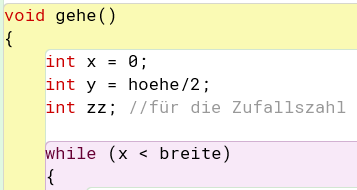 void gehe()
{
int x = 0;
int y = hoehe/2;
int zz; //für die Zufallszahl
while (x < breite)
{